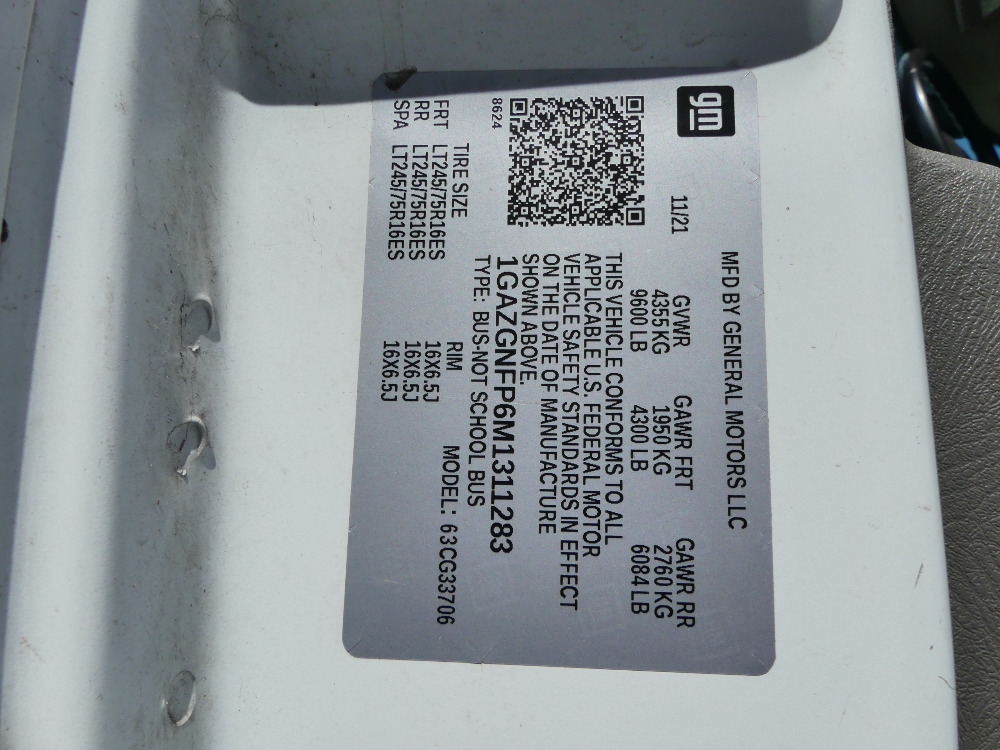 gm
MFD BY GENERAL MOTORS LLC
11/21
GVWR GAWR FRT GAWR RR
4355 KG 1950 KG 2760 KG
9600 LB 4300 LB 6084 LB
THIS VEHICLE CONFORMS TO ALL
APPLICABLE U.S. FEDERAL MOTOR
VEHICLE SAFETY STANDARDS IN EFFECT
ON THE DATE OF MANUFACTURE
SHOWN ABOVE.
1GAZGNFP6M1311283
TYPE: BUS-NOT SCHOOL BUS
8624
MODEL: 63CG33706
TIRE SIZE RIM
FRT LT245/75R16ES 16X6.5J
RR LT245/75R16ES 16X6.5J
SPA LT245/75R16ES 16X6.5J